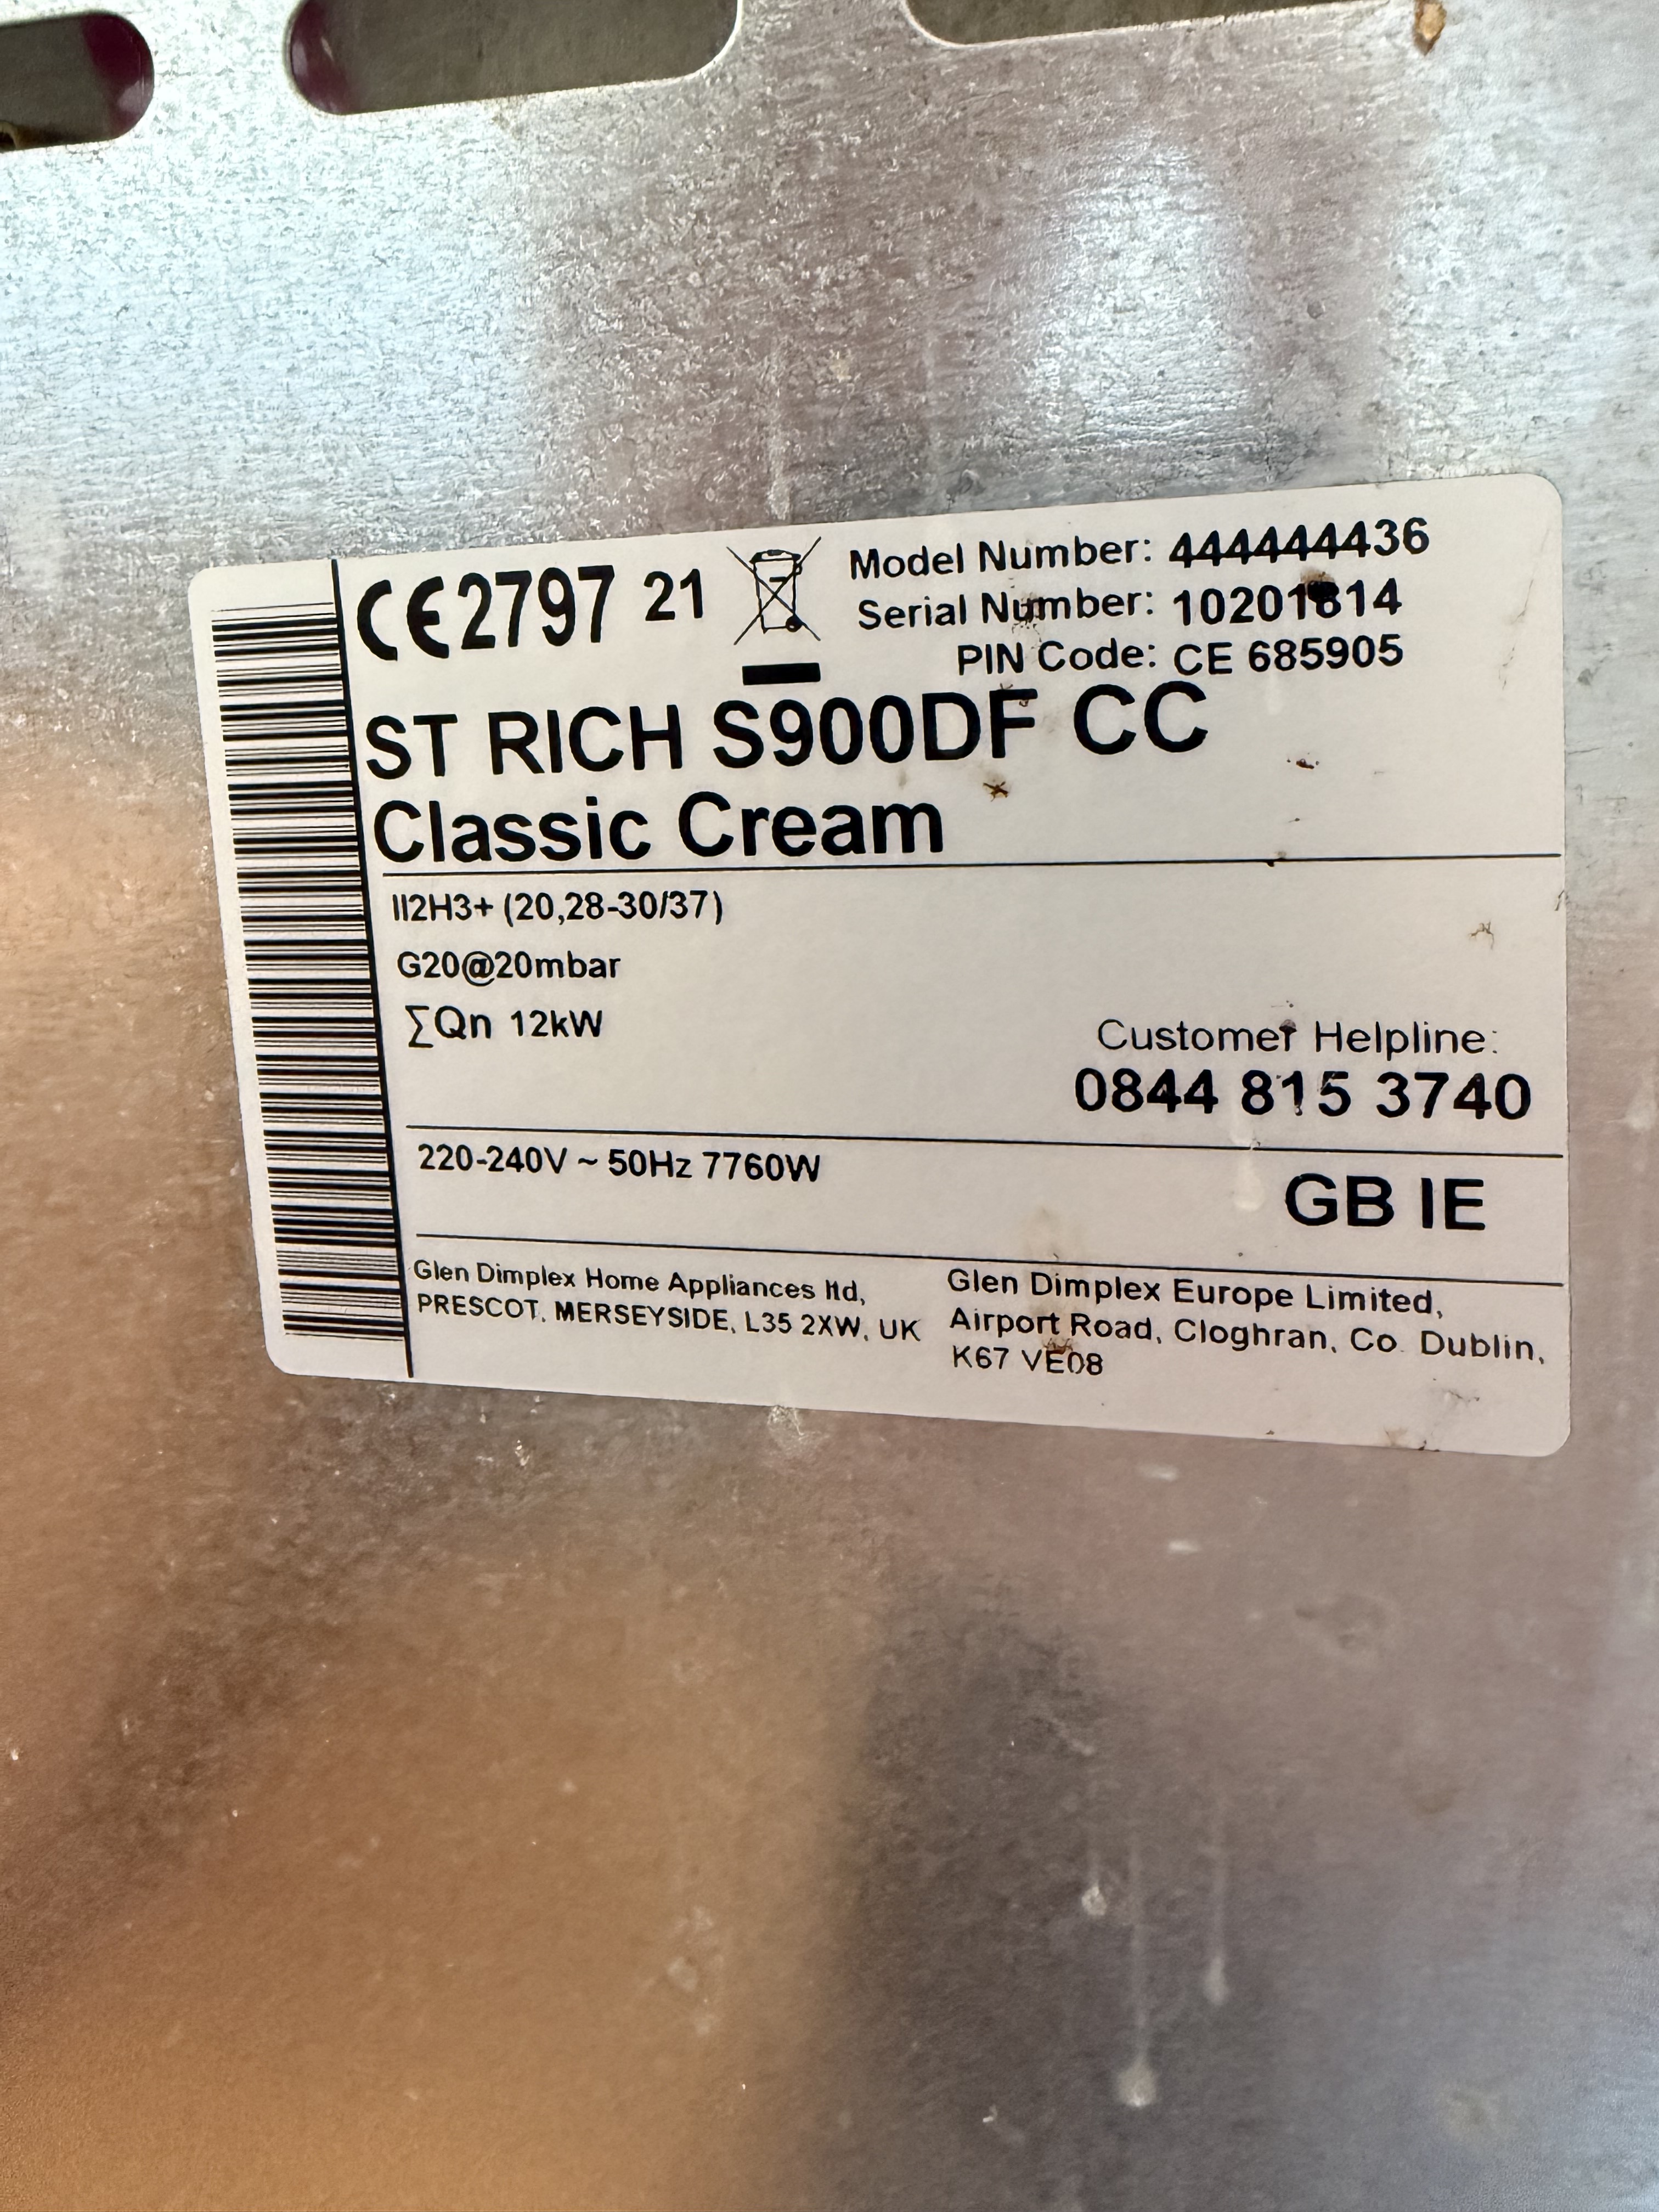 CE2797 21
Model Number: 444444436
Serial Number: 10201814
PIN Code: CE 685905
ST RICH S900DF CC
Classic Cream
II2H3+ (20,28-30/37)
G20@20mbar
∑Qn 12kW
Customer Helpline:
0844 815 3740
220-240V ~ 50Hz 7760W
GB IE
Glen Dimplex Home Appliances ltd,
PRESCOT, MERSEYSIDE, L35 2XW, UK
Glen Dimplex Europe Limited,
Airport Road, Cloghran, Co. Dublin,
K67 VE08